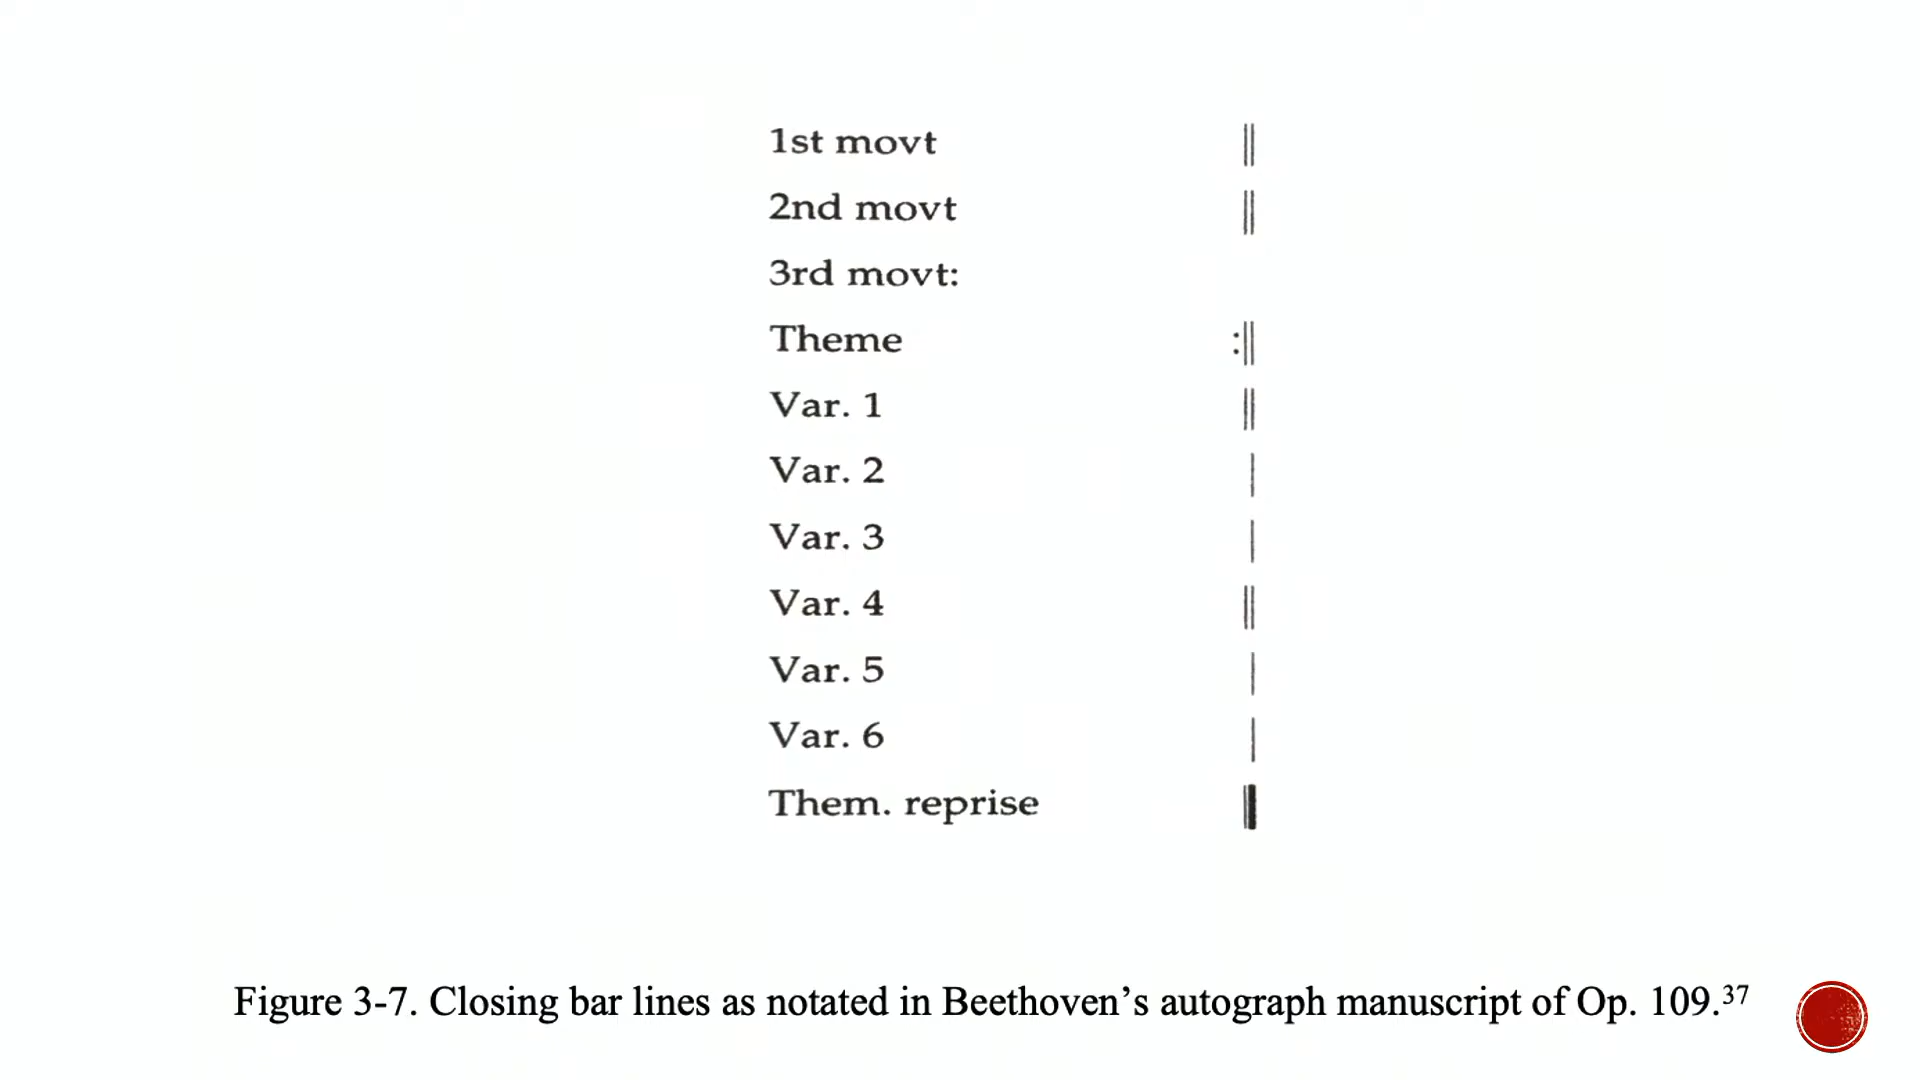 1st movt ||
2nd movt ||
3rd movt:
Theme :||
Var. 1 ||
Var. 2 |
Var. 3 |
Var. 4 ||
Var. 5 |
Var. 6 |
Them. reprise ||
Figure 3-7. Closing bar lines as notated in Beethoven’s autograph manuscript of Op. 109.37